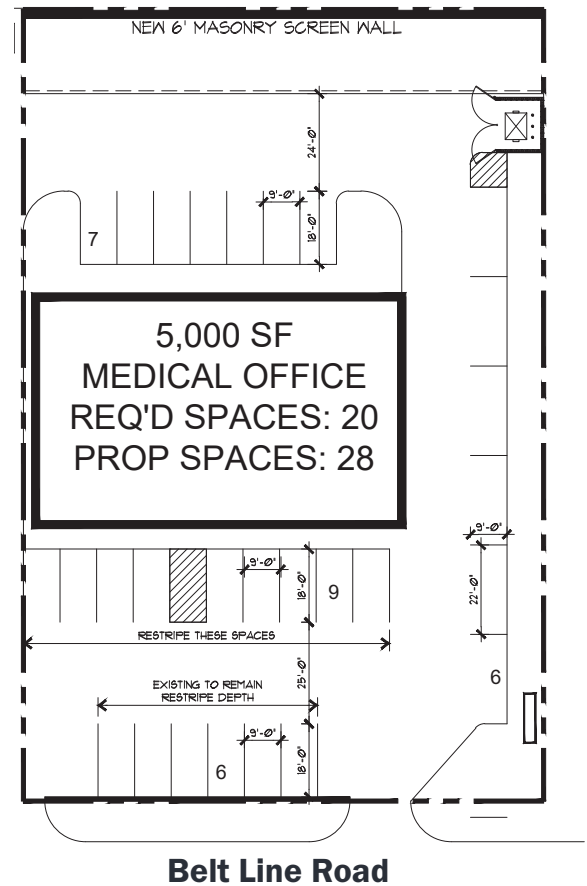 NEW 6' MASONRY SCREEN WALL
24'-0"
9'-0"
18'-0"
7
5,000 SF
MEDICAL OFFICE
REQ'D SPACES: 20
PROP SPACES: 28
9'-0"
9'-0"
18'-0"
9
22'-0"
RESTRIPE THESE SPACES
25'-0"
EXISTING TO REMAIN
RESTRIPE DEPTH
6
9'-0"
18'-0"
6
Belt Line Road